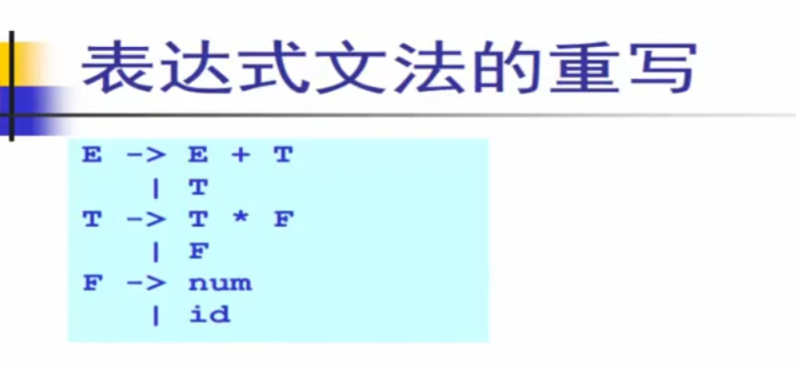 表达式文法的重写
E -> E + T
| T
T -> T * F
| F
F -> num
| id